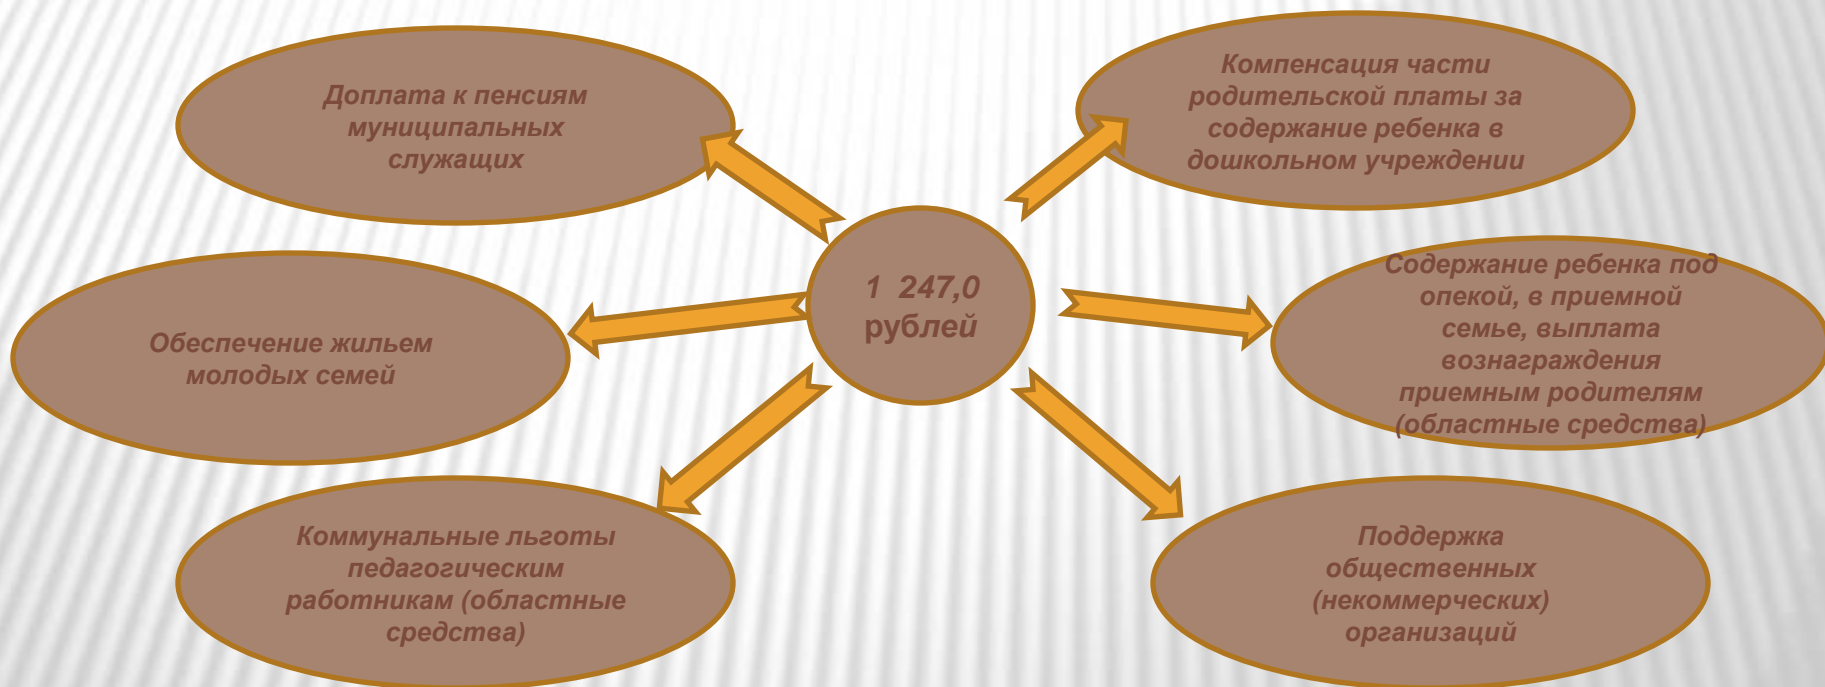 Доплата к пенсиям
муниципальных
служащих
Компенсация части
родительской платы за
содержание ребенка в
дошкольном учреждении
1 247,0
рублей
Обеспечение жильем
молодых семей
Содержание ребенка под
опекой, в приемной
семье, выплата
вознаграждения
приемным родителям
(областные средства)
Коммунальные льготы
педагогическим
работникам (областные
средства)
Поддержка
общественных
(некоммерческих)
организаций